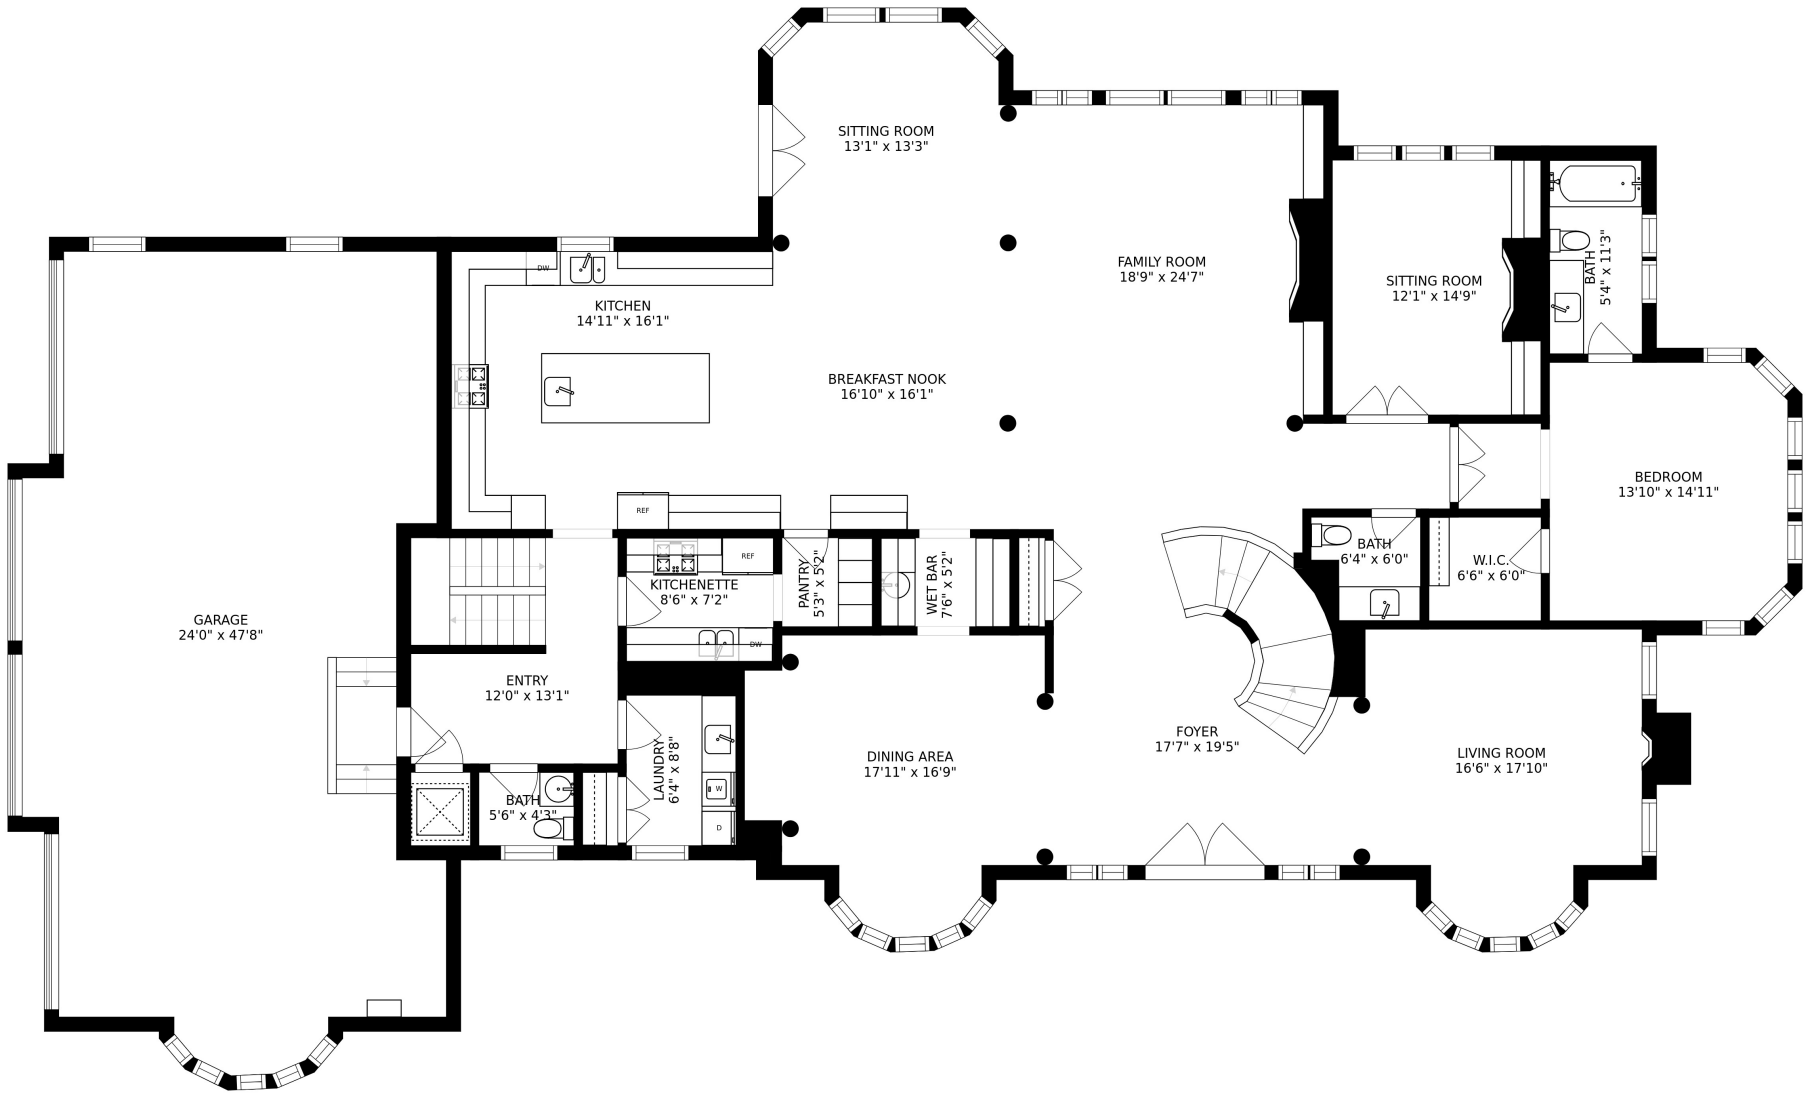 SITTING ROOM
13'1" x 13'3"
FAMILY ROOM
18'9" x 24'7"
SITTING ROOM
12'1" x 14'9"
BATH
5'4" x 11'3"
DW
KITCHEN
14'11" x 16'1"
BREAKFAST NOOK
16'10" x 16'1"
BEDROOM
13'10" x 14'11"
REF
REF
KITCHENETTE
8'6" x 7'2"
PANTRY
5'3" x 5'2"
WET BAR
7'6" x 5'2"
BATH
6'4" x 6'0"
W.I.C.
6'6" x 6'0"
GARAGE
24'0" x 47'8"
DW
ENTRY
12'0" x 13'1"
FOYER
17'7" x 19'5"
DINING AREA
17'11" x 16'9"
LIVING ROOM
16'6" x 17'10"
LAUNDRY
6'4" x 8'8"
W
D
BATH
5'6" x 4'3"